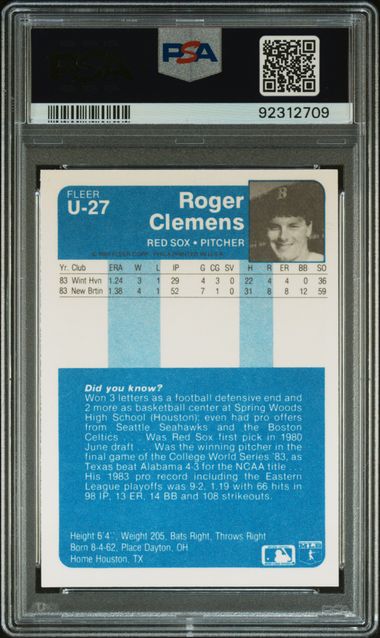 PSA
92312709
FLEER
U-27
Roger
Clemens
RED SOX • PITCHER
© 1984 FLEER CORP. PHILA PRINTED IN U.S.A.
Yr. Club ERA W L IP G CG SV H R ER BB SO
83 Wint Hvn 1.24 3 1 29 4 3 0 22 4 4 0 36
83 New Brtin 1.38 4 1 52 7 1 0 31 8 8 12 59
Did you know?
Won 3 letters as a football defensive end and
2 more as basketball center at Spring Woods
High School (Houston); even had pro offers
from Seattle Seahawks and the Boston
Celtics . . . Was Red Sox first pick in 1980
June draft . . . Was the winning pitcher in the
final game of the College World Series '83, as
Texas beat Alabama 4-3 for the NCAA title . . .
His 1983 pro record including the Eastern
League playoffs was 9-2, 1.19 with 66 hits in
98 IP, 13 ER, 14 BB and 108 strikeouts.
Height 6'4'', Weight 205, Bats Right, Throws Right
Born 8-4-62, Place Dayton, OH
Home Houston, TX